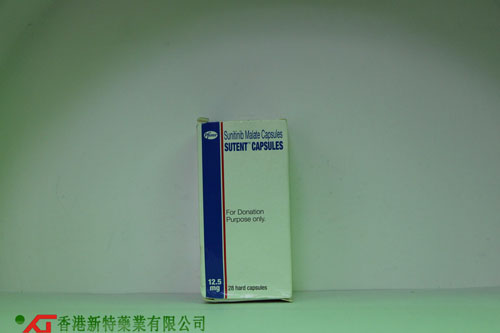 Pfizer
Sunitinib Malate Capsules
SUTENT™ CAPSULES
For Donation
Purpose only.
12.5
mg
28 hard capsules
香港新特藥業有限公司